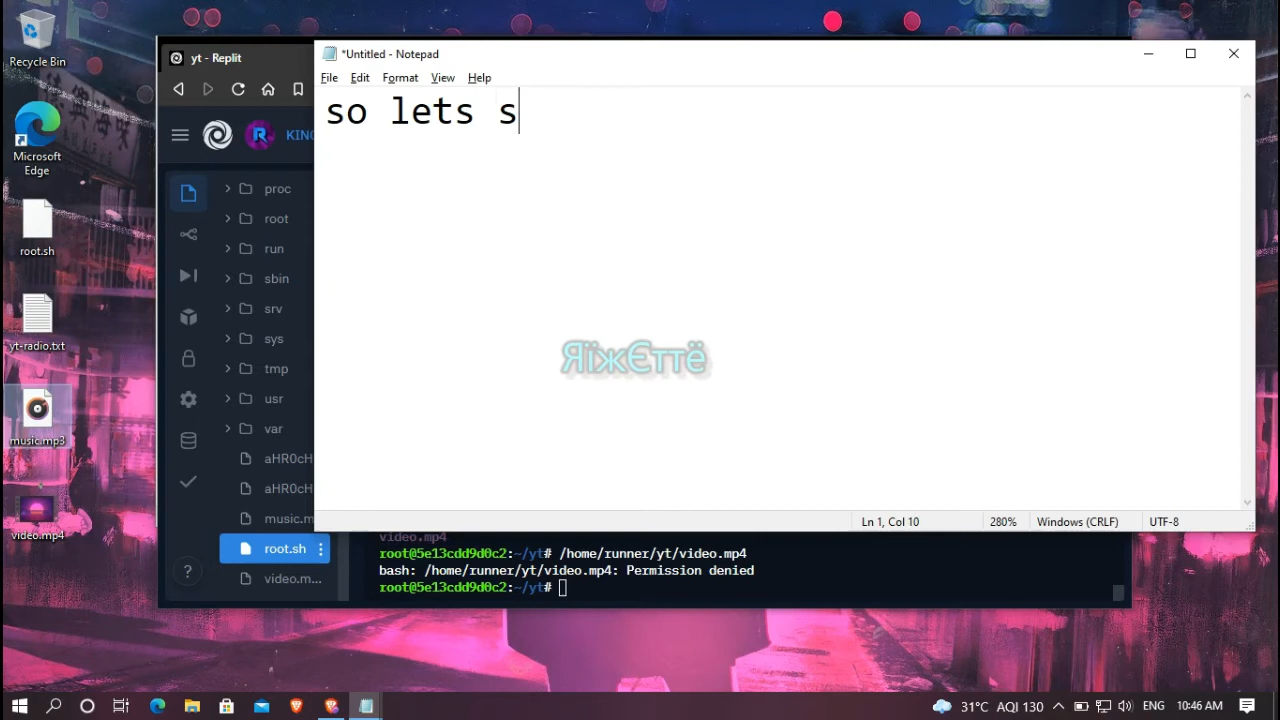 Recycle Bin
Microsoft
Edge
root.sh
yt-radio.txt
music.mp3
video.mp4
yt - Replit
KING
proc
root
run
sbin
srv
sys
tmp
usr
var
aHR0cH
aHR0cH
music.m
root.sh
video.m...
*Untitled - Notepad
File Edit Format View Help
so lets s
ЯїжЄттё
Ln 1, Col 10 280% Windows (CRLF) UTF-8
video.mp4
root@5e13cdd9d0c2:~/yt# /home/runner/yt/video.mp4
bash: /home/runner/yt/video.mp4: Permission denied
root@5e13cdd9d0c2:~/yt#
31°C AQI 130 ENG 10:46 AM